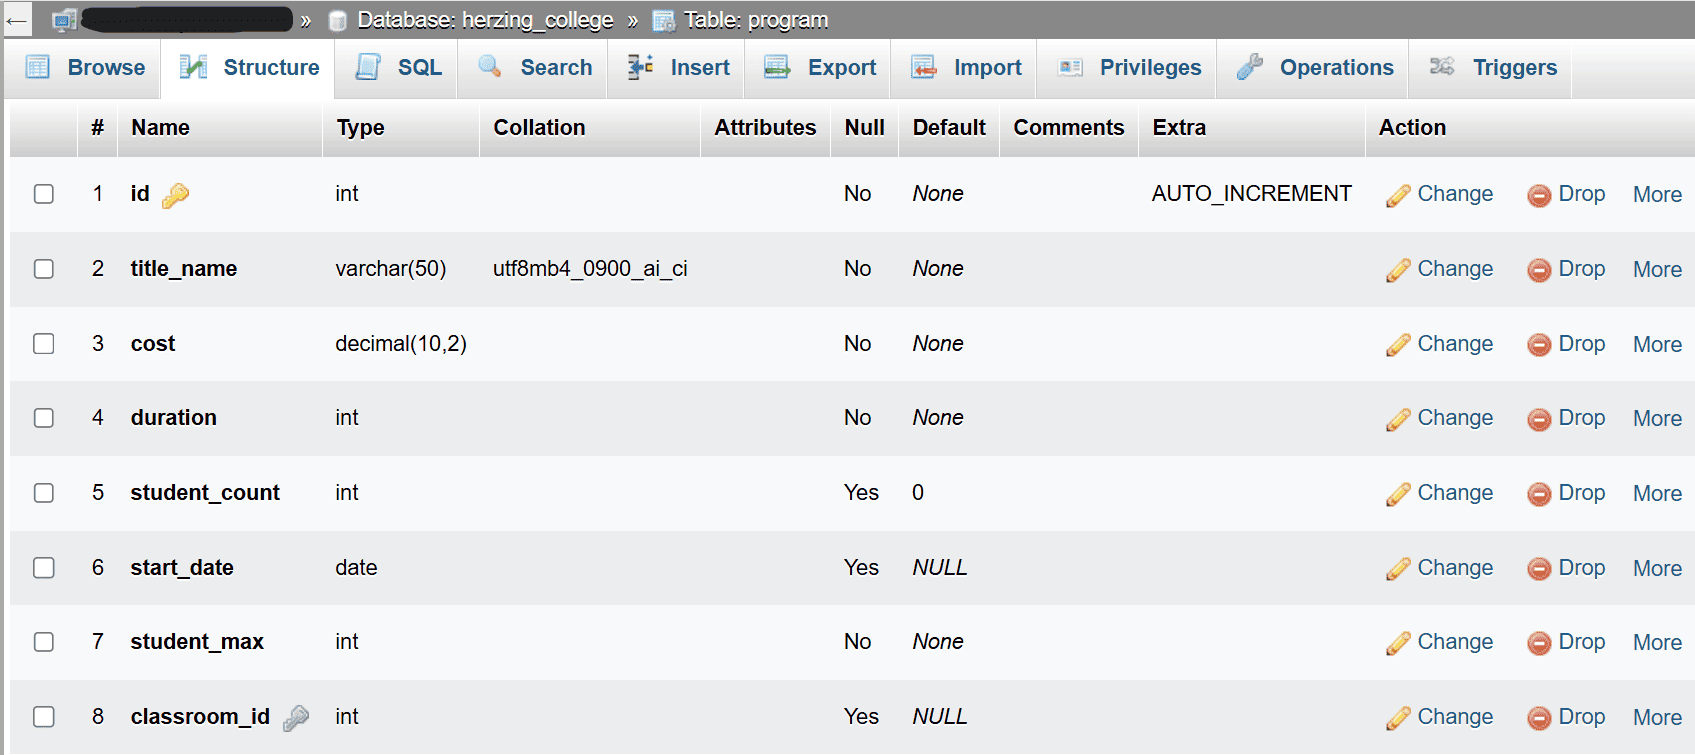 ← » Database: herzing_college » Table: program
Browse Structure SQL Search Insert Export Import Privileges Operations Triggers
# Name Type Collation Attributes Null Default Comments Extra Action
1 id int No None AUTO_INCREMENT Change Drop More
2 title_name varchar(50) utf8mb4_0900_ai_ci No None Change Drop More
3 cost decimal(10,2) No None Change Drop More
4 duration int No None Change Drop More
5 student_count int Yes 0 Change Drop More
6 start_date date Yes NULL Change Drop More
7 student_max int No None Change Drop More
8 classroom_id int Yes NULL Change Drop More